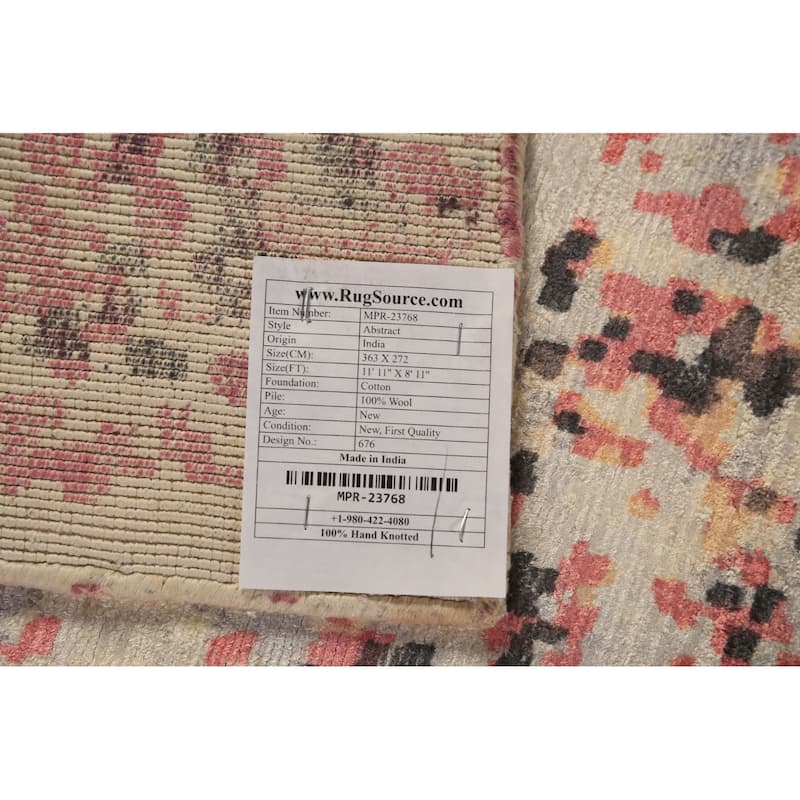 www.RugSource.com
Item Number: MPR-23768
Style Abstract
Origin India
Size(CM): 363 X 272
Size(FT): 11' 11" X 8' 11"
Foundation: Cotton
Pile: 100% Wool
Age: New
Condition: New, First Quality
Design No.: 676
Made in India
MPR-23768
+1-980-422-4080
100% Hand Knotted